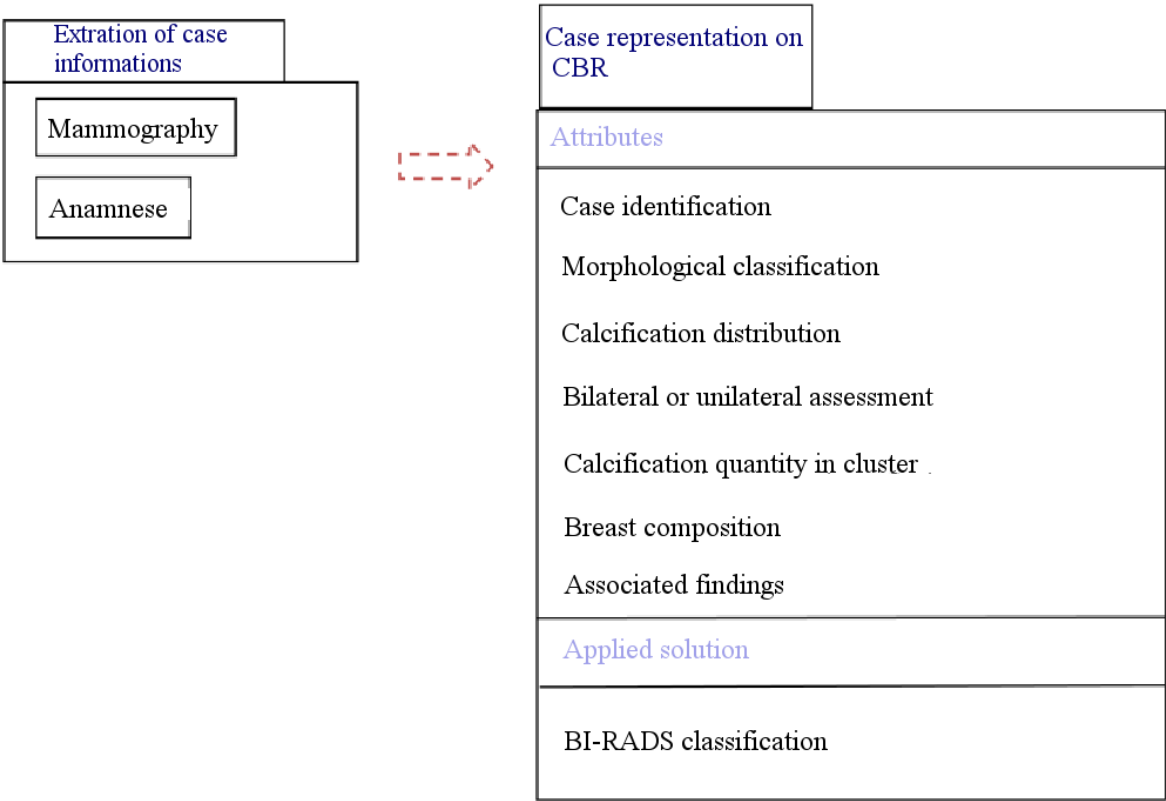 Extration of case
informations
Mammography
Anamnese
Case representation on
CBR
Attributes
Case identification
Morphological classification
Calcification distribution
Bilateral or unilateral assessment
Calcification quantity in cluster .
Breast composition
Associated findings
Applied solution
BI-RADS classification